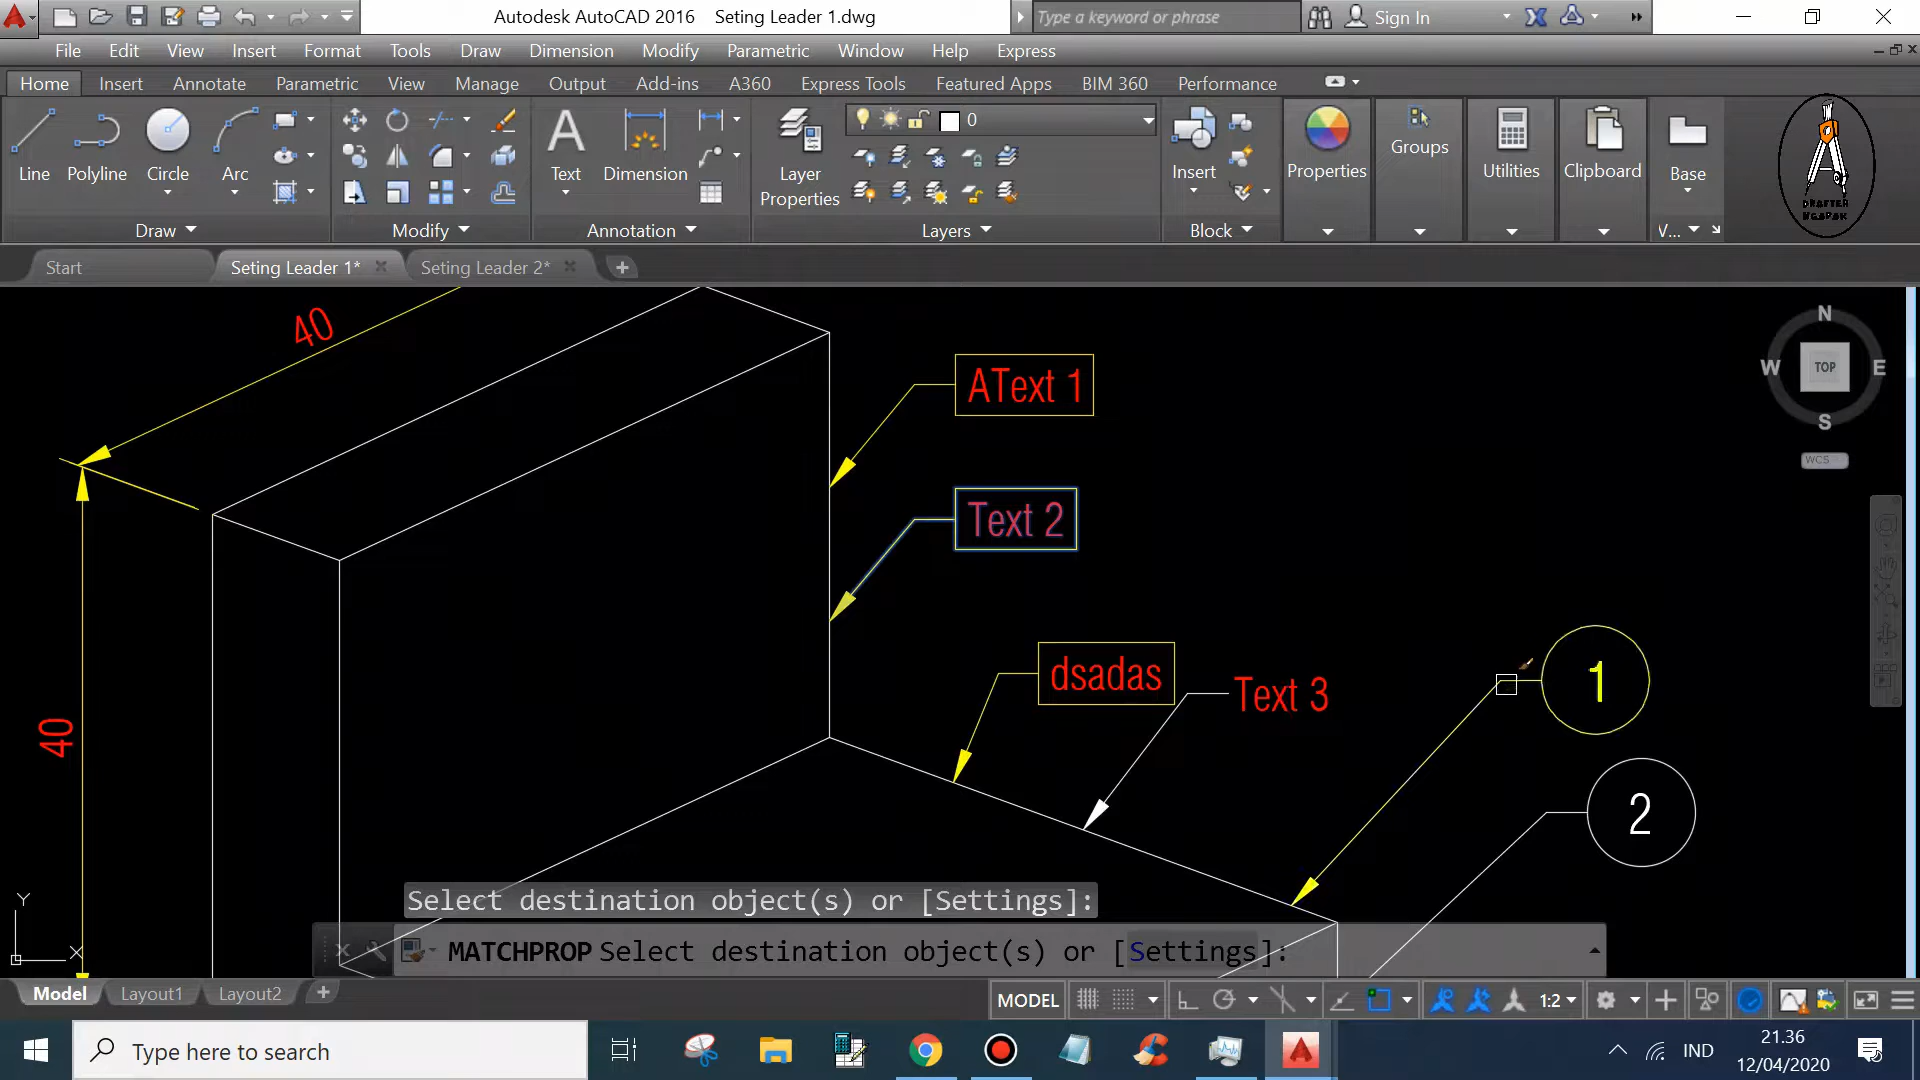 Autodesk AutoCAD 2016 Seting Leader 1.dwg
Type a keyword or phrase
Sign In
File Edit View Insert Format Tools Draw Dimension Modify Parametric Window Help Express
Home Insert Annotate Parametric View Manage Output Add-ins A360 Express Tools Featured Apps BIM 360 Performance
0
Line Polyline Circle Arc
Text Dimension
Layer
Properties
Insert
Properties
Groups
Utilities
Clipboard
Base
DRAFTER
NGAPAK
Draw Modify Annotation Layers Block V...
Start Seting Leader 1* Seting Leader 2*
N
W TOP E
S
WCS
40
AText 1
Text 2
dsadas
Text 3
1
40
2
Y
X
Select destination object(s) or [Settings]:
MATCHPROP Select destination object(s) or [Settings]:
Model Layout1 Layout2
MODEL 1:2
Type here to search
IND
21.36
12/04/2020